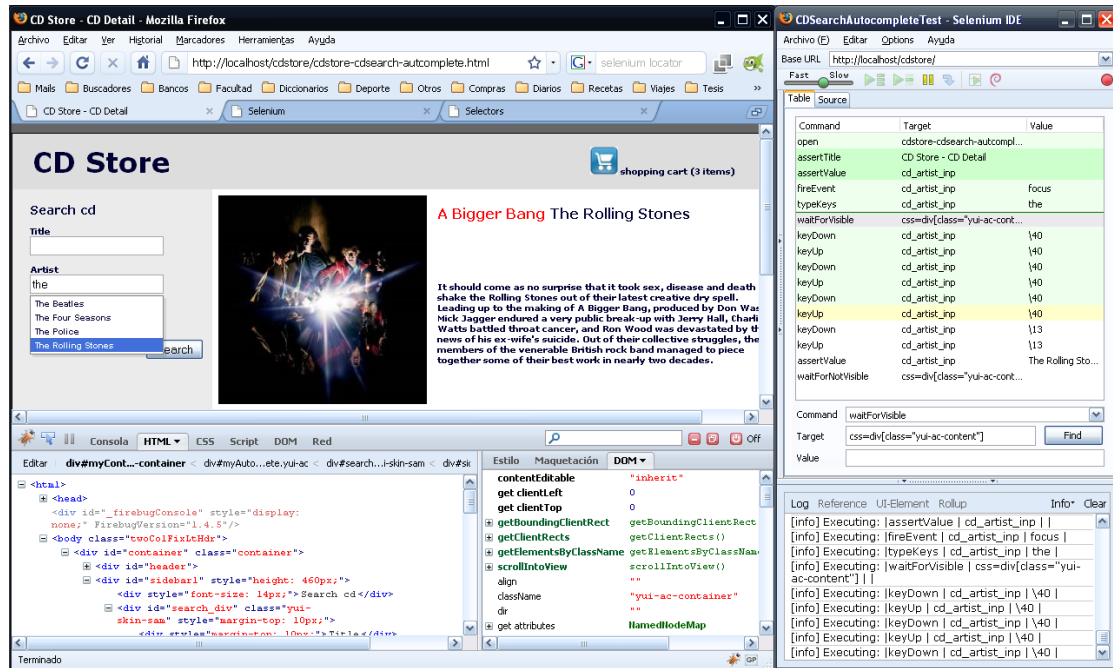 CD Store - CD Detail - Mozilla Firefox
Archivo Editar Ver Historial Marcadores Herramientas Ayuda
http://localhost/cdstore/cdstore-cdsearch-autcomplete.html
selenium locator
Mails Buscadores Bancos Facultad Diccionarios Deporte Otros Compras Diarios Recetas Viajes Tesis »
CD Store - CD Detail
Selenium
Selectors
CD Store
shopping cart (3 items)
Search cd
Title
Artist
the
The Beatles
The Four Seasons
The Police
The Rolling Stones
earch
A Bigger Bang The Rolling Stones
It should come as no surprise that it took sex, disease and death
shake the Rolling Stones out of their latest creative dry spell.
Leading up to the making of A Bigger Bang, produced by Don Was
Mick Jagger endured a very public break-up with Jerry Hall, Charli
Watts battled throat cancer, and Ron Wood was devastated by th
news of his ex-wife's suicide. Out of their collective struggles, the
members of the venerable British rock band managed to piece
together some of their best work in nearly two decades.
Consola HTML CSS Script DOM Red
Off
Editar div#myCont...-container < div#myAuto...ete.yui-ac < div#search...i-skin-sam < div#sic
<html>
<head>
<div id="_firebugConsole" style="display:
none;" FirebugVersion="1.4.5"/>
<body class="twoColFixLtHdr">
<div id="container" class="container">
<div id="header">
<div id="sidebar1" style="height: 460px;">
<div style="font-size: 14px;">Search cd</div>
<div id="search_div" class="yui-
skin-sam" style="margin-top: 10px;">
<div style="margin-top: 10px;">Title</div>
Estilo Maquetación DOM
contentEditable "inherit"
get clientLeft 0
get clientTop 0
getBoundingClientRect getBoundingClientRect
getClientRects getClientRects()
getElementsByClassName getElementsByClassName
scrollIntoView scrollIntoView()
align ""
className "yui-ac-container"
dir ""
get attributes NamedNodeMap
Terminado
GP
CDSearchAutocompleteTest - Selenium IDE
Archivo (F) Editar Options Ayuda
Base URL http://localhost/cdstore/
Fast Slow
Table Source
Command Target Value
open cdstore-cdsearch-autcompl...
assertTitle CD Store - CD Detail
assertValue cd_artist_inp
fireEvent cd_artist_inp focus
typeKeys cd_artist_inp the
waitForVisible css=div[class="yui-ac-cont...
keyDown cd_artist_inp \40
keyUp cd_artist_inp \40
keyDown cd_artist_inp \40
keyUp cd_artist_inp \40
keyDown cd_artist_inp \40
keyUp cd_artist_inp \40
keyDown cd_artist_inp \13
keyUp cd_artist_inp \13
assertValue cd_artist_inp The Rolling Sto...
waitForNotVisible css=div[class="yui-ac-cont...
Command waitForVisible
Target css=div[class="yui-ac-content"] Find
Value
Log Reference UI-Element Rollup Info Clear
[info] Executing: |assertValue | cd_artist_inp | |
[info] Executing: |fireEvent | cd_artist_inp | focus |
[info] Executing: |typeKeys | cd_artist_inp | the |
[info] Executing: |waitForVisible | css=div[class="yui-
ac-content"] | |
[info] Executing: |keyDown | cd_artist_inp | \40 |
[info] Executing: |keyUp | cd_artist_inp | \40 |
[info] Executing: |keyDown | cd_artist_inp | \40 |
[info] Executing: |keyUp | cd_artist_inp | \40 |
[info] Executing: |keyDown | cd_artist_inp | \40 |